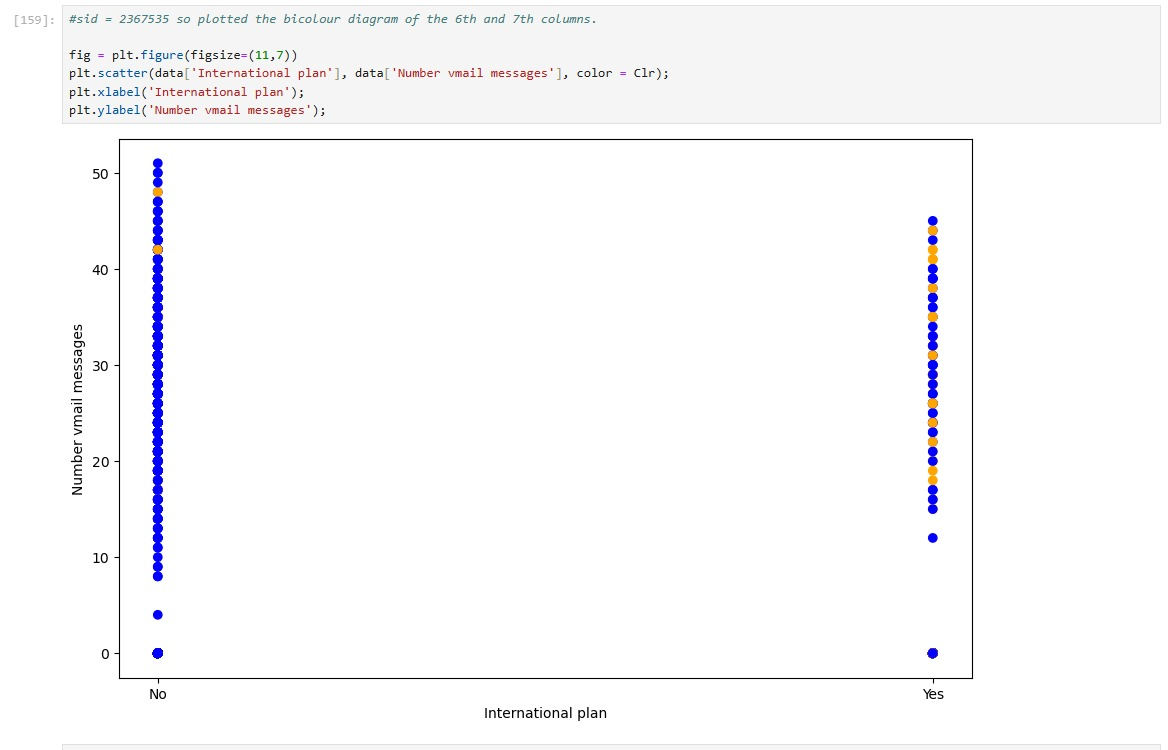 [159]:
#sid = 2367535 so plotted the bicolour diagram of the 6th and 7th columns.
fig = plt.figure(figsize=(11,7))
plt.scatter(data['International plan'], data['Number vmail messages'], color = Clr);
plt.xlabel('International plan');
plt.ylabel('Number vmail messages');
50
40
30
20
10
0
Number vmail messages
No
Yes
International plan